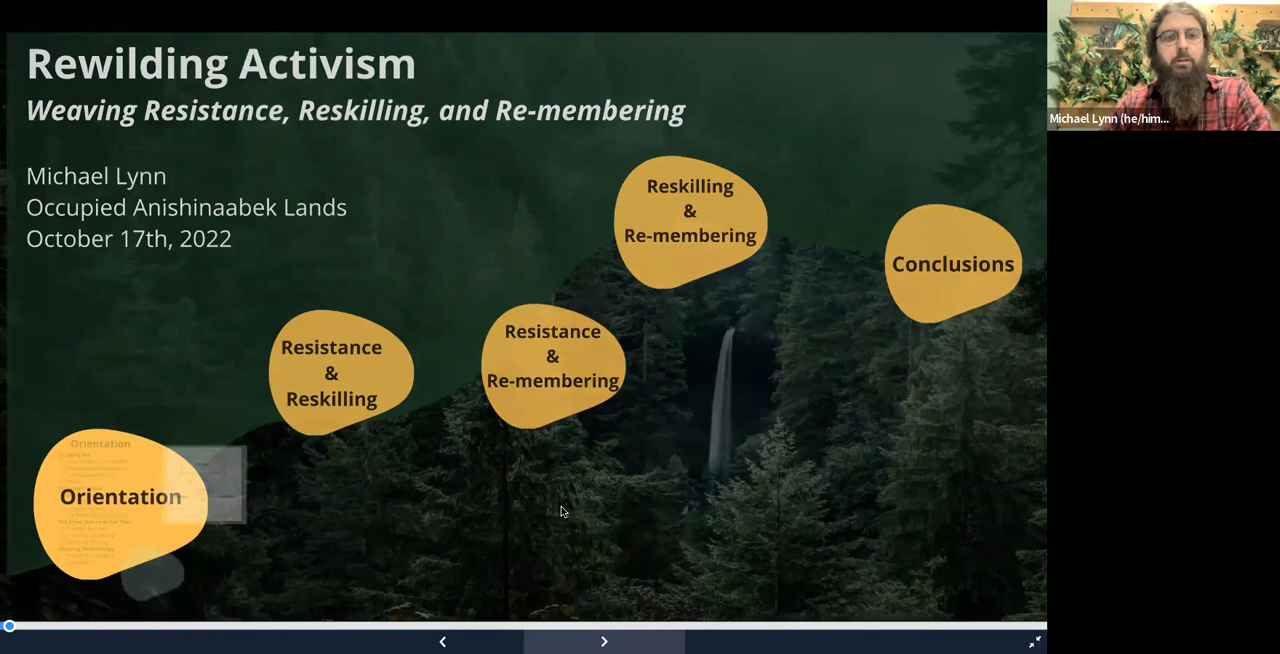 Rewilding Activism
Weaving Resistance, Reskilling, and Re-membering
Michael Lynn
Occupied Anishinaabek Lands
October 17th, 2022
Orientation
Orientation
Resistance
&
Reskilling
Resistance
&
Re-membering
Reskilling
&
Re-membering
Conclusions
Michael Lynn (he/him...